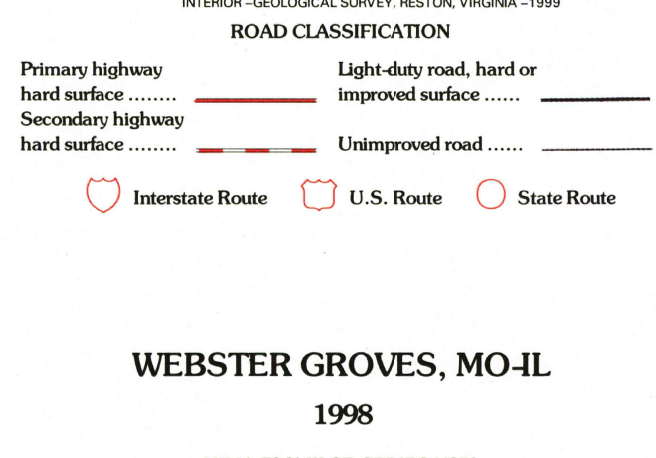 INTERIOR–GEOLOGICAL SURVEY, RESTON, VIRGINIA–1999
ROAD CLASSIFICATION
Primary highway
hard surface ........
Light-duty road, hard or
improved surface ......
Secondary highway
hard surface ........
Unimproved road ......
Interstate Route
U.S. Route
State Route
WEBSTER GROVES, MO-IL
1998